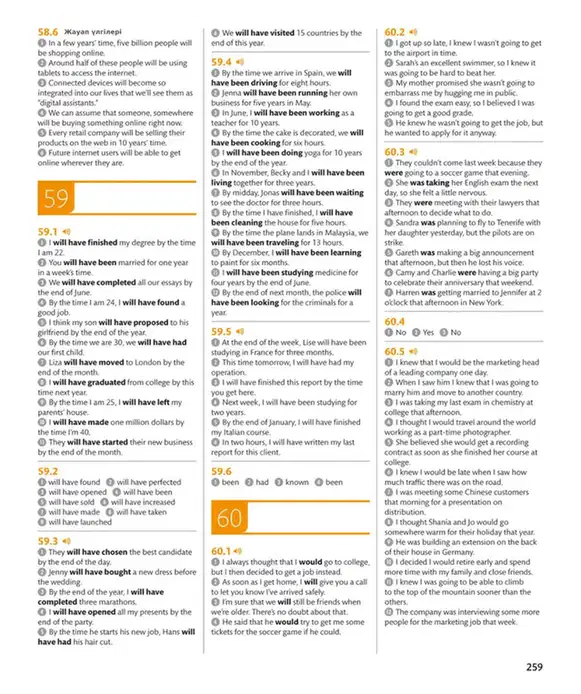 58.6 Жауап үлгілері
1 In a few years' time, five billion people will
be shopping online.
2 Around half of these people will be using
tablets to access the internet.
3 Connected devices will become so
integrated into our lives that we'll see them as
"digital assistants."
4 We can assume that someone, somewhere
will be buying something online right now.
5 Every retail company will be selling their
products on the web in 10 years' time.
6 Future internet users will be able to get
online wherever they are.
59
59.1
1 I will have finished my degree by the time
I am 22.
2 You will have been married for one year
in a week's time.
3 We will have completed all our essays by
the end of June.
4 By the time I am 24, I will have found a
good job.
5 I think my son will have proposed to his
girlfriend by the end of the year.
6 By the time we are 30, we will have had
our first child.
7 Liza will have moved to London by the
end of the month.
8 I will have graduated from college by this
time next year.
9 By the time I am 25, I will have left my
parents' house.
10 I will have made one million dollars by
the time I'm 40.
11 They will have started their new business
by the end of the month.
59.2
1 will have found 2 will have perfected
3 will have opened 4 will have been
5 will have sold 6 will have increased
7 will have made 8 will have taken
9 will have launched
59.3
1 They will have chosen the best candidate
by the end of the day.
2 Jenny will have bought a new dress before
the wedding.
3 By the end of the year, I will have
completed three marathons.
4 I will have opened all my presents by the
end of the party.
5 By the time he starts his new job, Hans will
have had his hair cut.
6 We will have visited 15 countries by the
end of this year.
59.4
1 By the time we arrive in Spain, we will
have been driving for eight hours.
2 Jenna will have been running her own
business for five years in May.
3 In June, I will have been working as a
teacher for 10 years.
4 By the time the cake is decorated, we will
have been cooking for six hours.
5 I will have been doing yoga for 10 years
by the end of the year.
6 In November, Becky and I will have been
living together for three years.
7 By midday, Jonas will have been waiting
to see the doctor for three hours.
8 By the time I have finished, I will have
been cleaning the house for five hours.
9 By the time the plane lands in Malaysia, we
will have been traveling for 13 hours.
10 By December, I will have been learning
to paint for six months.
11 I will have been studying medicine for
four years by the end of June.
12 By the end of next month, the police will
have been looking for the criminals for a
year.
59.5
1 At the end of the week, Lise will have been
studying in France for three months.
2 This time tomorrow, I will have had my
operation.
3 I will have finished this report by the time
you get here.
4 Next week, I will have been studying for
two years.
5 By the end of January, I will have finished
my Italian course.
6 In two hours, I will have written my last
report for this client.
59.6
1 been 2 had 3 known 4 been
60
60.1
1 I always thought that I would go to college,
but I then decided to get a job instead.
2 As soon as I get home, I will give you a call
to let you know I've arrived safely.
3 I'm sure that we will still be friends when
we're older. There's no doubt about that.
4 He said that he would try to get me some
tickets for the soccer game if he could.
60.2
1 I got up so late, I knew I wasn't going to get
to the airport in time.
2 Sarah's an excellent swimmer, so I knew it
was going to be hard to beat her.
3 My mother promised she wasn't going to
embarrass me by hugging me in public.
4 I found the exam easy, so I believed I was
going to get a good grade.
5 He knew he wasn't going to get the job, but
he wanted to apply for it anyway.
60.3
1 They couldn't come last week because they
were going to a soccer game that evening.
2 She was taking her English exam the next
day, so she felt a little nervous.
3 They were meeting with their lawyers that
afternoon to decide what to do.
4 Sandra was planning to fly to Tenerife with
her daughter yesterday, but the pilots are on
strike.
5 Gareth was making a big announcement
that afternoon, but then he lost his voice.
6 Camy and Charlie were having a big party
to celebrate their anniversary that weekend.
7 Harren was getting married to Jennifer at 2
o'clock that afternoon in New York.
60.4
1 No 2 Yes 3 No
60.5
1 I knew that I would be the marketing head
of a leading company one day.
2 When I saw him I knew that I was going to
marry him and move to another country.
3 I was taking my last exam in chemistry at
college that afternoon.
4 I thought I would travel around the world
working as a part-time photographer.
5 She believed she would get a recording
contract as soon as she finished her course at
college.
6 I knew I would be late when I saw how
much traffic there was on the road.
7 I was meeting some Chinese customers
that morning for a presentation on
distribution.
8 I thought Shania and Jo would go
somewhere warm for their holiday that year.
9 He was building an extension on the back
of their house in Germany.
10 I decided I would retire early and spend
more time with my family and close friends.
11 I knew I was going to be able to climb
to the top of the mountain sooner than the
others.
12 The company was interviewing some more
people for the marketing job that week.
259